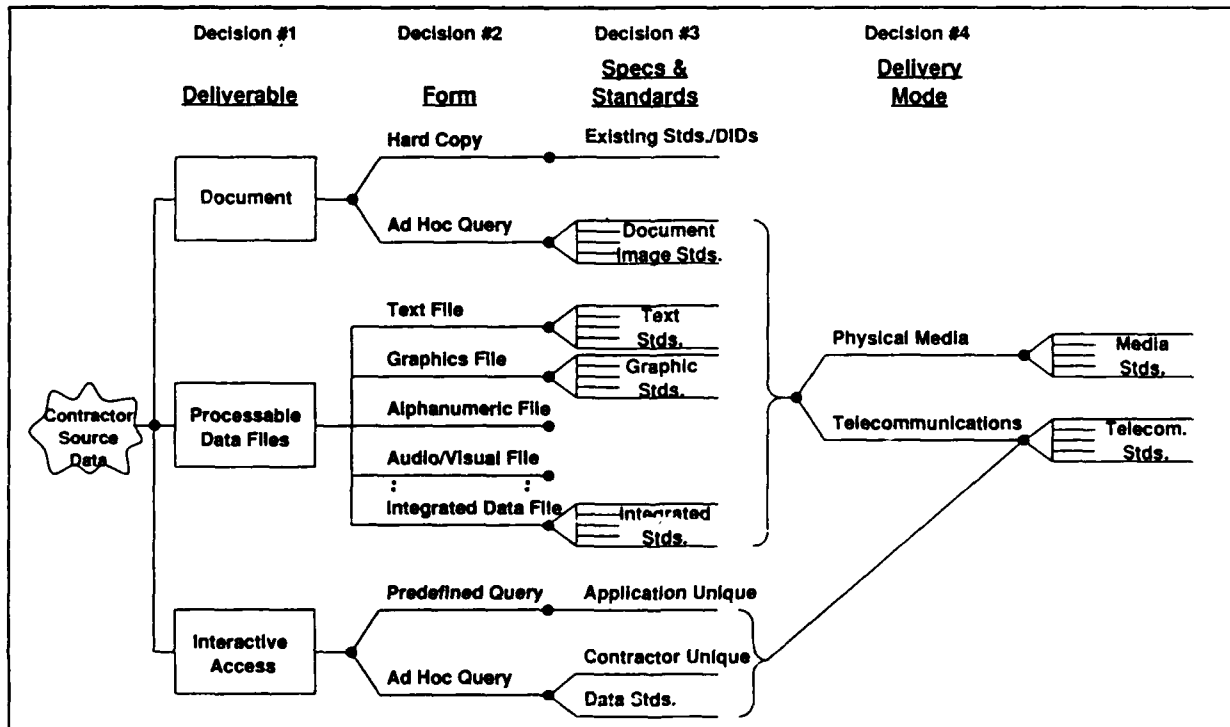 Decision #1
Decision #2
Decision #3
Decision #4
Deliverable
Form
Specs &
Standards
Delivery
Mode
Hard Copy
Existing Stds./DIDs
Document
Ad Hoc Query
Document
Image Stds.
Text File
Text
Stds.
Graphics File
Graphic
Stds.
Physical Media
Media
Stds.
Contractor
Source
Data
Processable
Data Files
Alphanumeric File
Telecommunications
Telecom.
Stds.
Audio/Visual File
Integrated Data File
Integrated
Stds.
Interactive
Access
Predefined Query
Application Unique
Ad Hoc Query
Contractor Unique
Data Stds.